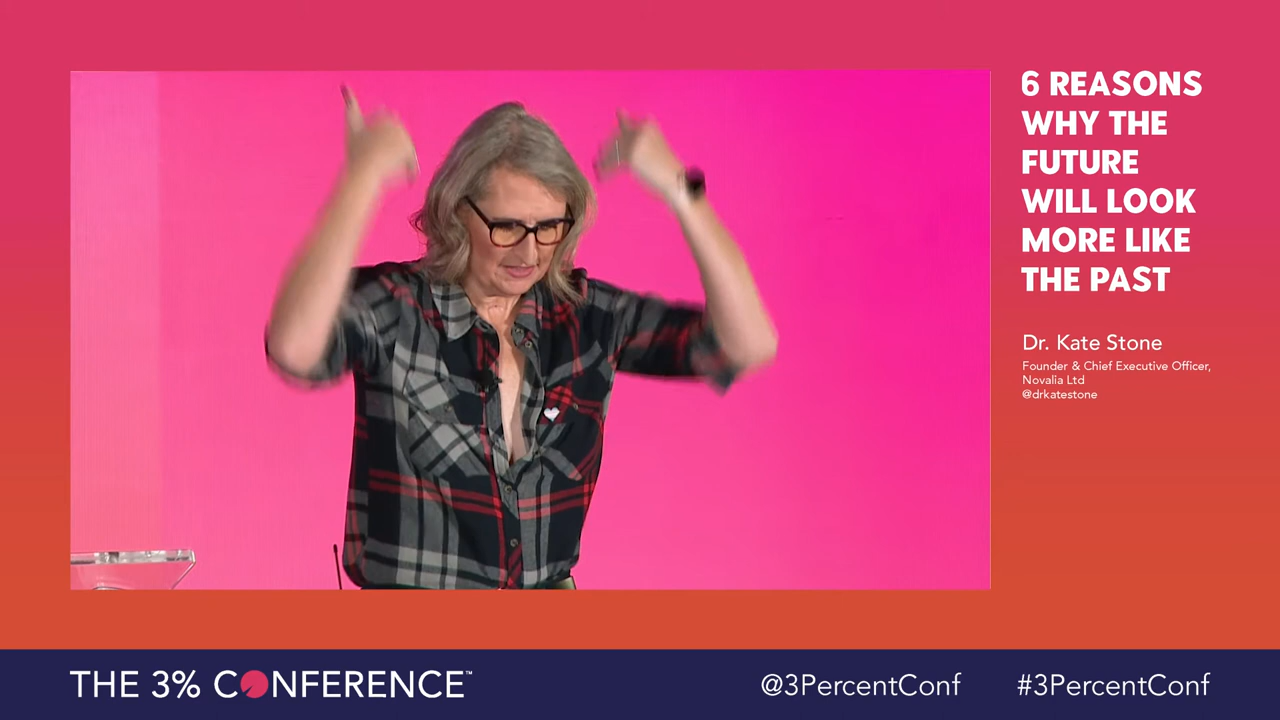 6 REASONS
WHY THE
FUTURE
WILL LOOK
MORE LIKE
THE PAST
Dr. Kate Stone
Founder & Chief Executive Officer,
Novalia Ltd
@drkatestone
THE 3% CONFERENCE™
@3PercentConf
#3PercentConf